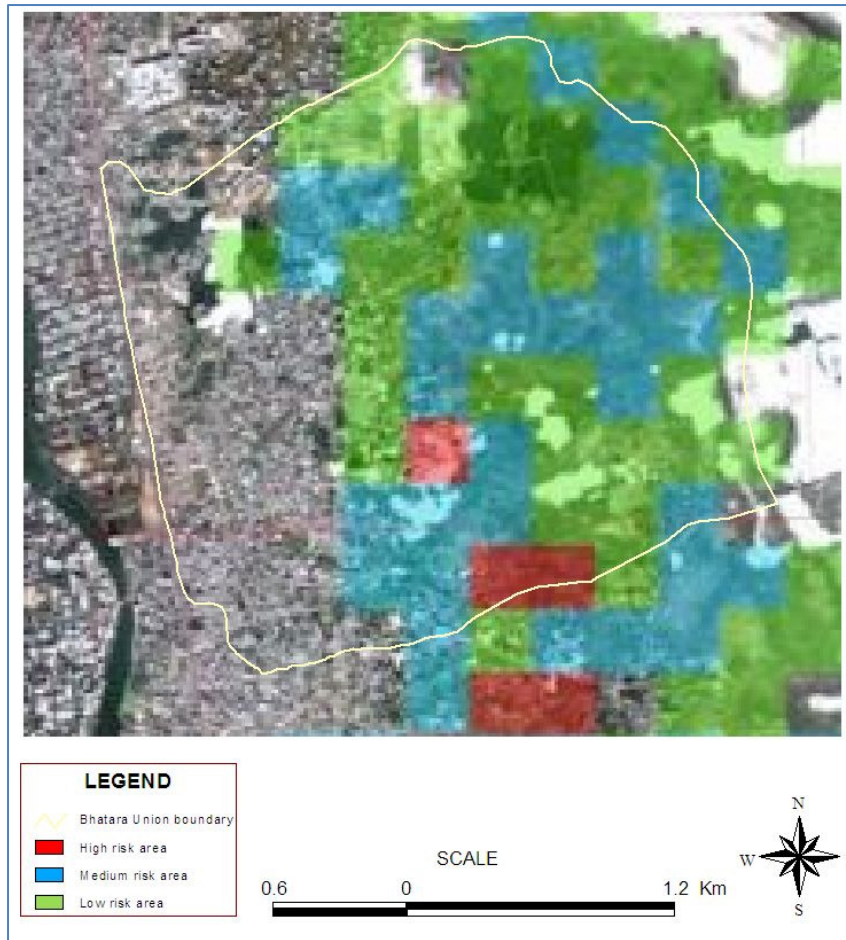 LEGEND
Bhatara Union boundary
High risk area
Medium risk area
Low risk area
SCALE
0.6 0 1.2 Km
N
W
S